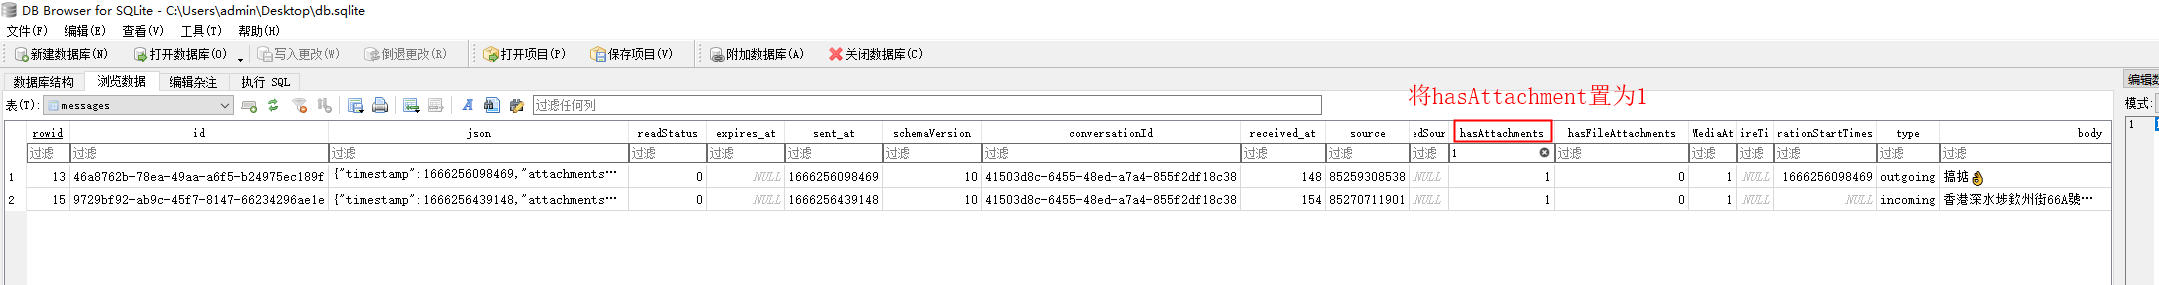 DB Browser for SQLite - C:\Users\admin\Desktop\db.sqlite
文件(F) 编辑(E) 查看(V) 工具(T) 帮助(H)
新建数据库(N) 打开数据库(O) 写入更改(W) 倒退更改(R) 打开项目(P) 保存项目(V) 附加数据库(A) 关闭数据库(C)
数据库结构 浏览数据 编辑杂注 执行 SQL 编辑数
表(T): messages 过滤任何列 将hasAttachment置为1 模式:
rowid id json readStatus expires_at sent_at schemaVersion conversationId received_at source :dSour hasAttachments hasFileAttachments MediaAt ireTi rationStartTimes type body 1
过滤 过滤 过滤 过滤 过滤 过滤 过滤 过滤 过滤 过滤 过滤 1 过滤 过滤 过滤 过滤 过滤 过滤
1 13 46a8762b-78ea-49aa-a6f5-b24975ec189f {"timestamp":1666256098469,"attachments… 0 NULL 1666256098469 10 41503d8c-6455-48ed-a7a4-855f2df18c38 148 85259308538 NULL 1 0 1 NULL 1666256098469 outgoing 搞掂👌
2 15 9729bf92-ab9c-45f7-8147-66234296ae1e {"timestamp":1666256439148,"attachments… 0 NULL 1666256439148 10 41503d8c-6455-48ed-a7a4-855f2df18c38 154 85270711901 NULL 1 0 1 NULL NULL incoming 香港深水埗欽州街66A號…